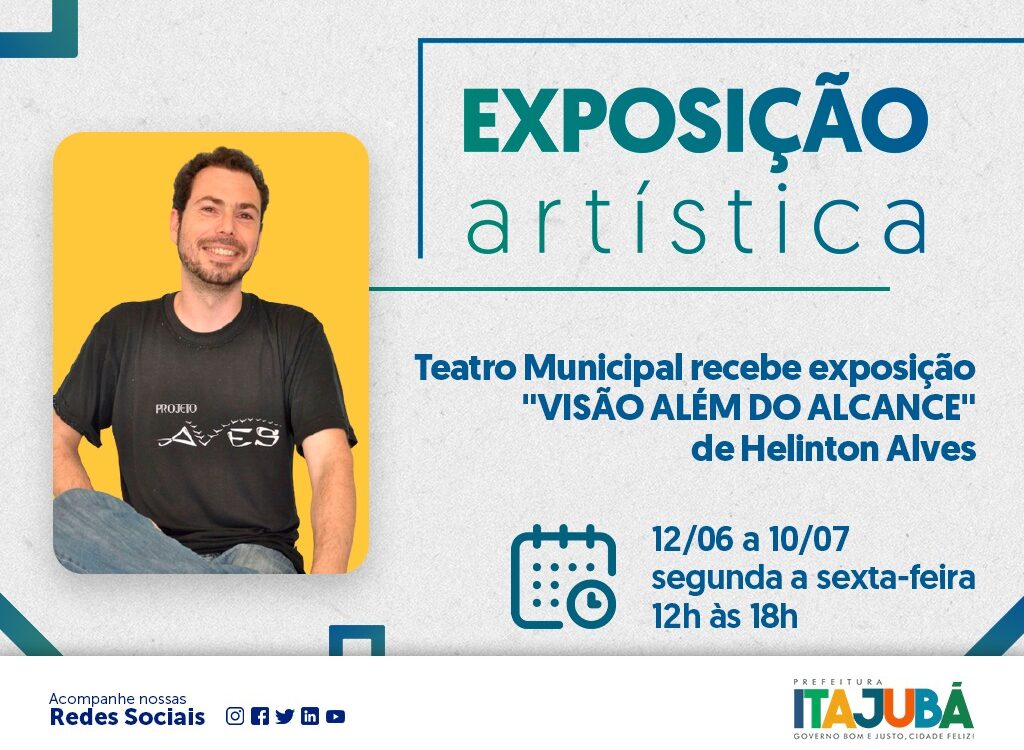 EXPOSIÇÃO
artística
PROJETO
AVES
Teatro Municipal recebe exposição
"VISÃO ALÉM DO ALCANCE"
de Helinton Alves
12/06 a 10/07
segunda a sexta-feira
12h às 18h
Acompanhe nossas
Redes Sociais
PREFEITURA
ITAJUBÁ
GOVERNO BOM E JUSTO, CIDADE FELIZ!